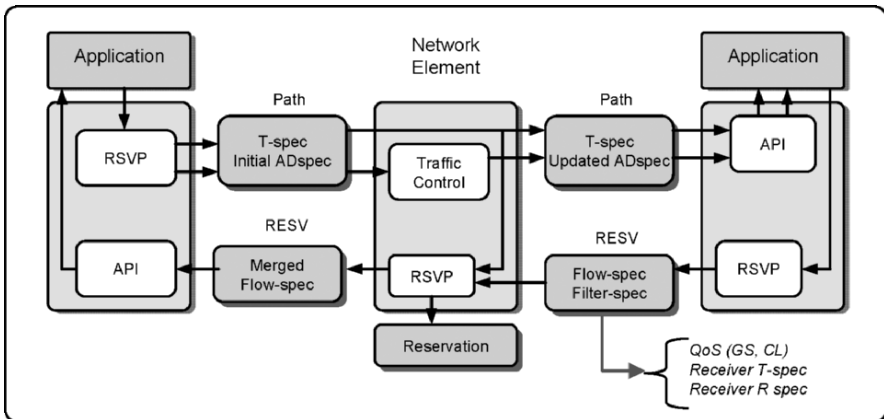 Application
Network
Element
Application
Path
Path
RSVP
T-spec
Initial ADspec
Traffic
Control
T-spec
Updated ADspec
API
RESV
RESV
API
Merged
Flow-spec
RSVP
Flow-spec
Filter-spec
RSVP
Reservation
QoS (GS, CL)
Receiver T-spec
Receiver R spec